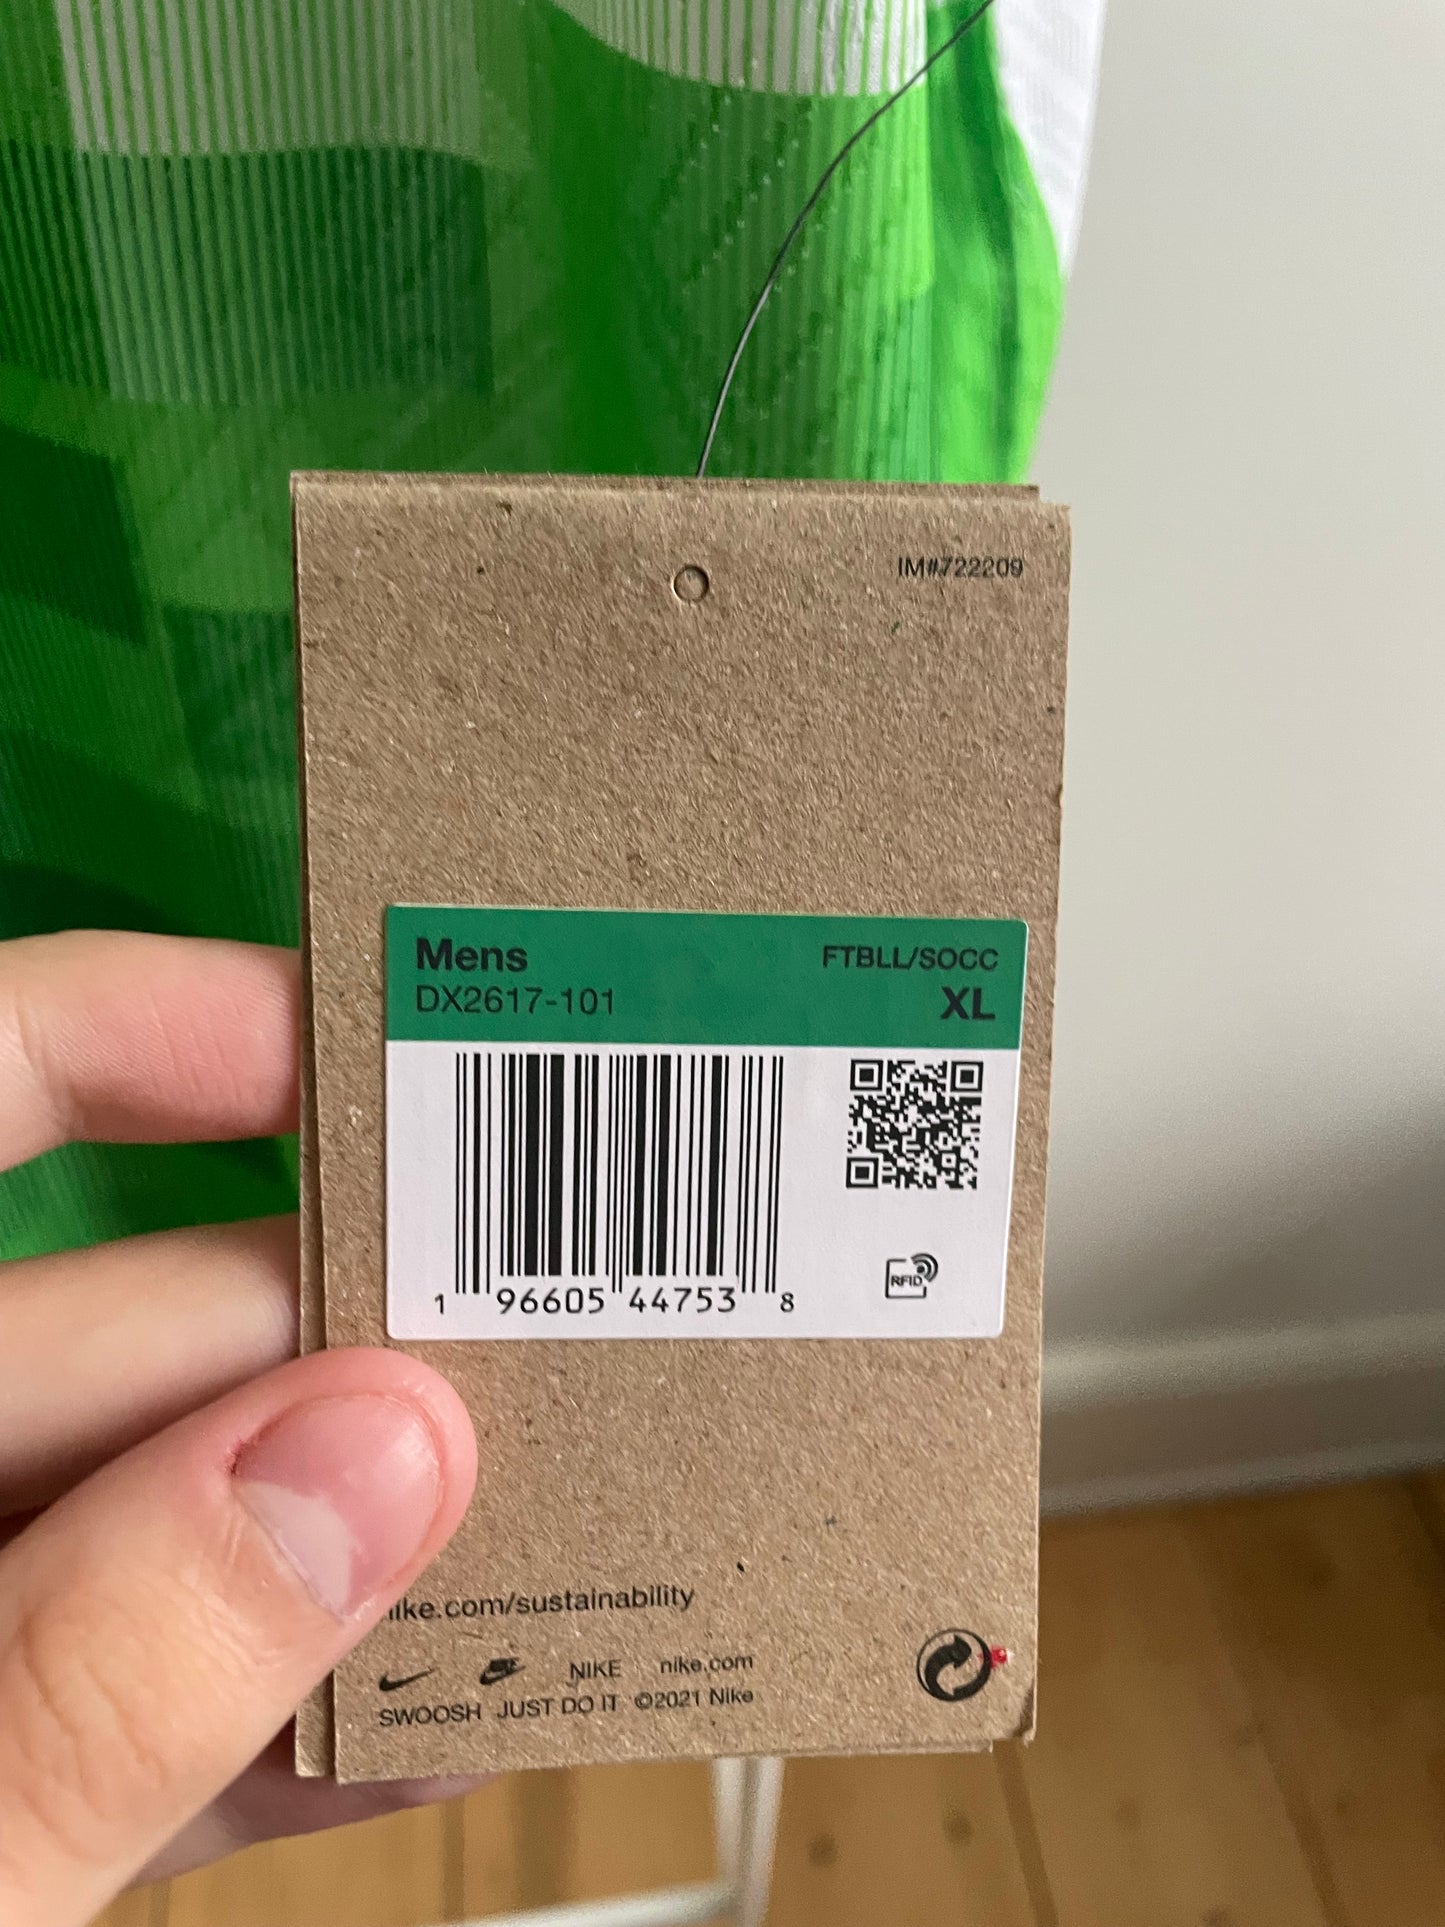 IM#722209
Mens FTBLL/SOCC
DX2617-101 XL
RFID
1 96605 44753 8
nike.com/sustainability
NIKE nike.com
SWOOSH JUST DO IT ©2021 Nike